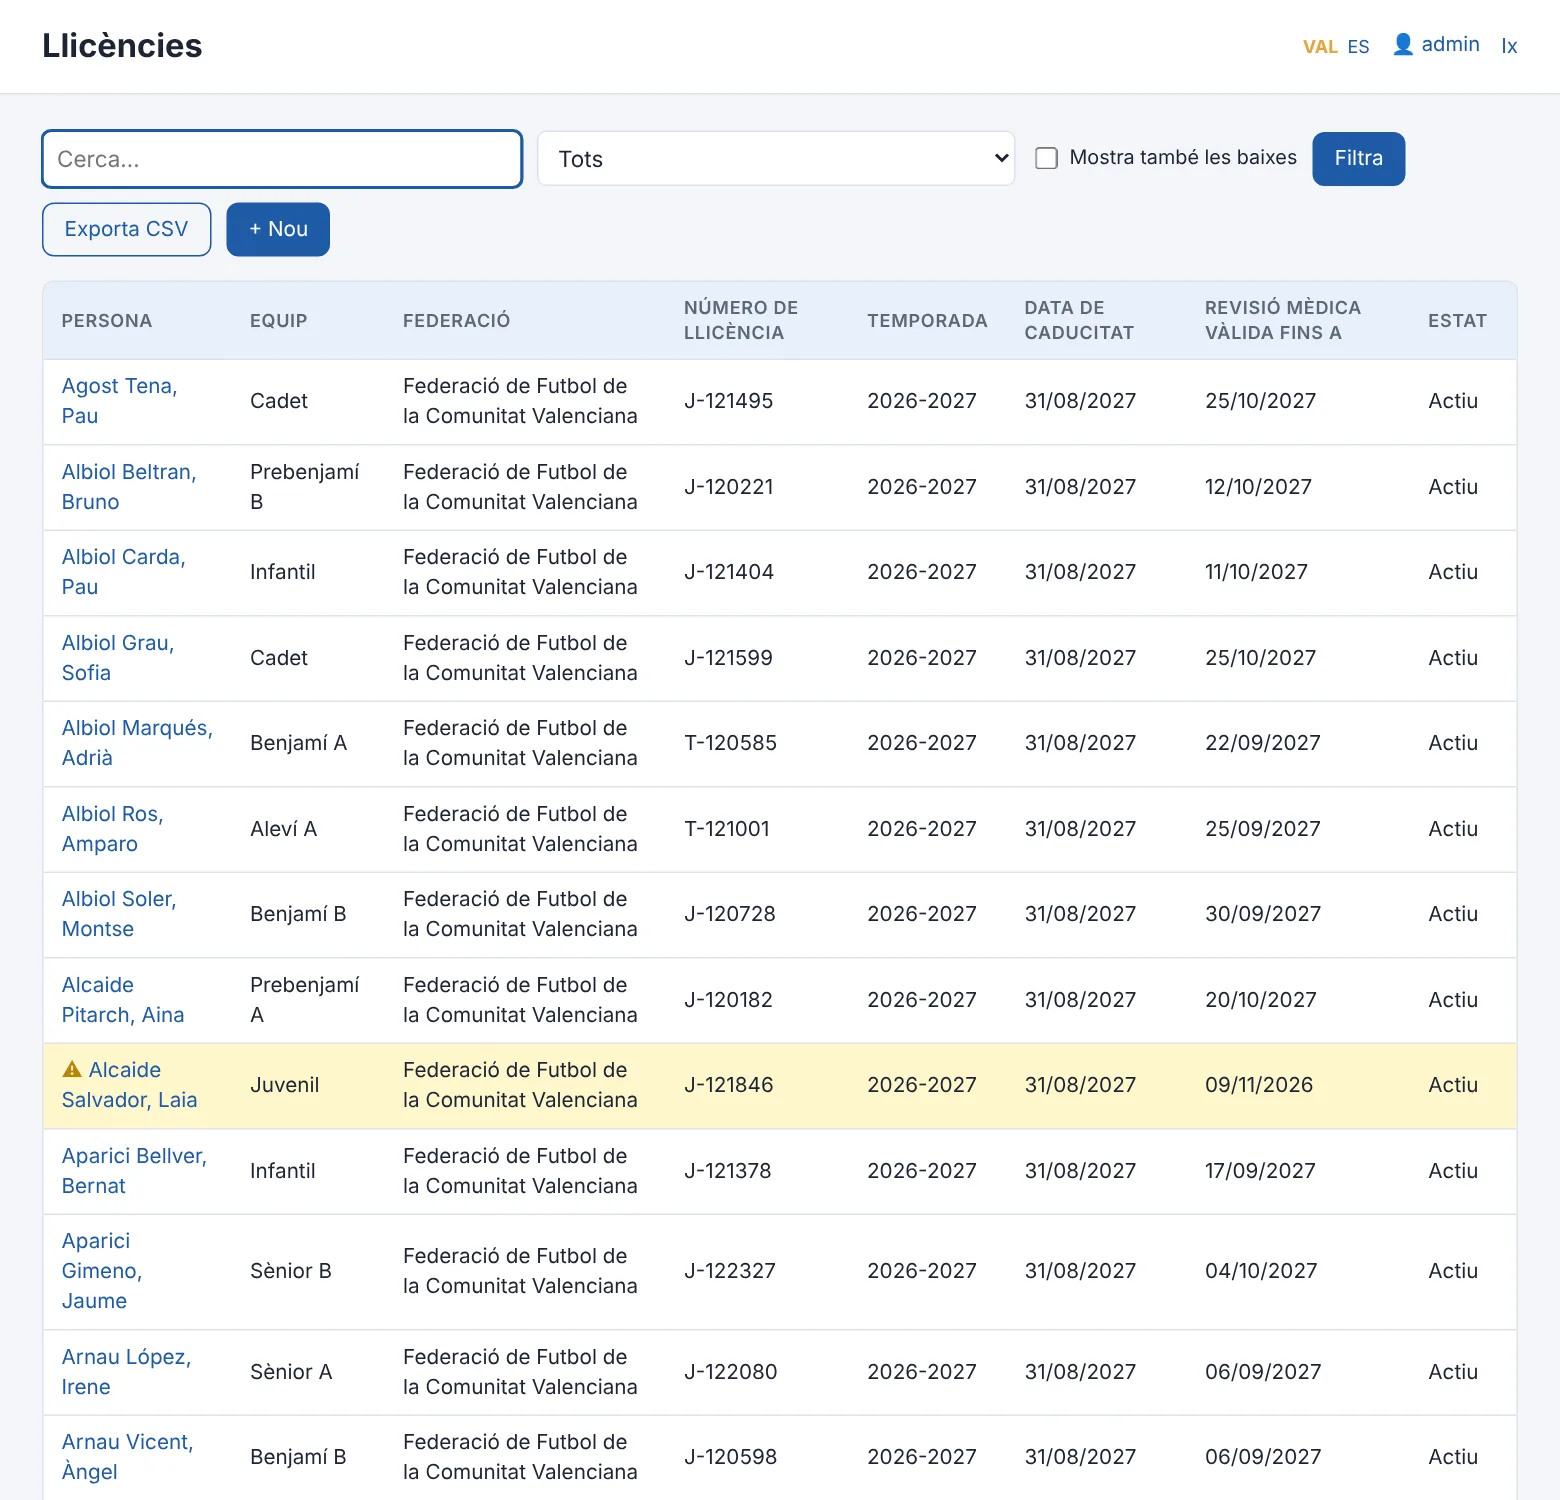 Llicències
VAL ES admin Ix
Cerca...
Tots
Mostra també les baixes
Filtra
Exporta CSV
+ Nou
PERSONA EQUIP FEDERACIÓ NÚMERO DE LLICÈNCIA TEMPORADA DATA DE CADUCITAT REVISIÓ MÈDICA VÀLIDA FINS A ESTAT
Agost Tena, Pau Cadet Federació de Futbol de la Comunitat Valenciana J-121495 2026-2027 31/08/2027 25/10/2027 Actiu
Albiol Beltran, Bruno Prebenjamí B Federació de Futbol de la Comunitat Valenciana J-120221 2026-2027 31/08/2027 12/10/2027 Actiu
Albiol Carda, Pau Infantil Federació de Futbol de la Comunitat Valenciana J-121404 2026-2027 31/08/2027 11/10/2027 Actiu
Albiol Grau, Sofia Cadet Federació de Futbol de la Comunitat Valenciana J-121599 2026-2027 31/08/2027 25/10/2027 Actiu
Albiol Marqués, Adrià Benjamí A Federació de Futbol de la Comunitat Valenciana T-120585 2026-2027 31/08/2027 22/09/2027 Actiu
Albiol Ros, Amparo Aleví A Federació de Futbol de la Comunitat Valenciana T-121001 2026-2027 31/08/2027 25/09/2027 Actiu
Albiol Soler, Montse Benjamí B Federació de Futbol de la Comunitat Valenciana J-120728 2026-2027 31/08/2027 30/09/2027 Actiu
Alcaide Pitarch, Aina Prebenjamí A Federació de Futbol de la Comunitat Valenciana J-120182 2026-2027 31/08/2027 20/10/2027 Actiu
Alcaide Salvador, Laia Juvenil Federació de Futbol de la Comunitat Valenciana J-121846 2026-2027 31/08/2027 09/11/2026 Actiu
Aparici Bellver, Bernat Infantil Federació de Futbol de la Comunitat Valenciana J-121378 2026-2027 31/08/2027 17/09/2027 Actiu
Aparici Gimeno, Jaume Sènior B Federació de Futbol de la Comunitat Valenciana J-122327 2026-2027 31/08/2027 04/10/2027 Actiu
Arnau López, Irene Sènior A Federació de Futbol de la Comunitat Valenciana J-122080 2026-2027 31/08/2027 06/09/2027 Actiu
Arnau Vicent, Àngel Benjamí B Federació de Futbol de la Comunitat Valenciana J-120598 2026-2027 31/08/2027 06/09/2027 Actiu